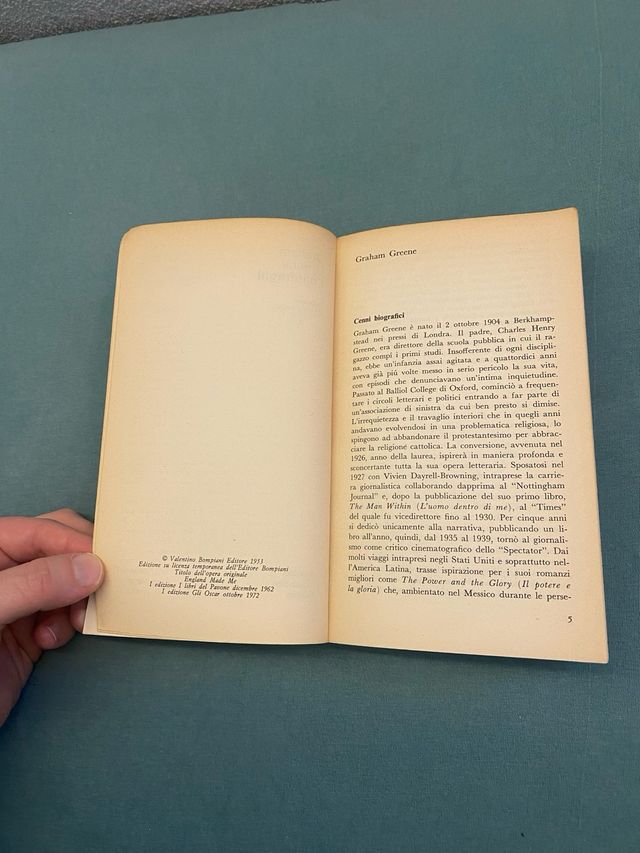 © Valentino Bompiani Editore 1953
Edizione su licenza temporanea dell'Editore Bompiani
Titolo dell'opera originale
England Made Me
I edizione I libri del Pavone dicembre 1962
I edizione Gli Oscar ottobre 1972
Graham Greene
Cenni biografici
Graham Greene è nato il 2 ottobre 1904 a Berkhamp-
stead nei pressi di Londra. Il padre, Charles Henry
Greene, era direttore della scuola pubblica in cui il ra-
gazzo compì i primi studi. Insofferente di ogni discipli-
na, ebbe un'infanzia assai agitata e a quattordici anni
aveva già piú volte messo in serio pericolo la sua vita,
con episodi che denunciavano un'intima inquietudine.
Passato al Balliol College di Oxford, cominciò a frequen-
tare i circoli letterari e politici entrando a far parte di
un'associazione di sinistra da cui ben presto si dimise.
L'irrequietezza e il travaglio interiori che in quegli anni
andavano evolvendosi in una problematica religiosa, lo
spingono ad abbandonare il protestantesimo per abbrac-
ciare la religione cattolica. La conversione, avvenuta nel
1926, anno della laurea, ispirerà in maniera profonda e
sconcertante tutta la sua opera letteraria. Sposatosi nel
1927 con Vivien Dayrell-Browning, intraprese la carrie-
ra giornalistica collaborando dapprima al "Nottingham
Journal" e, dopo la pubblicazione del suo primo libro,
The Man Within (L'uomo dentro di me), al "Times"
del quale fu vicedirettore fino al 1930. Per cinque anni
si dedicò unicamente alla narrativa, pubblicando un li-
bro all'anno, quindi, dal 1935 al 1939, tornò al giornali-
smo come critico cinematografico dello "Spectator". Dai
molti viaggi intrapresi negli Stati Uniti e soprattutto nel-
l'America Latina, trasse ispirazione per i suoi romanzi
migliori come The Power and the Glory (Il potere e
la gloria) che, ambientato nel Messico durante le perse-
5